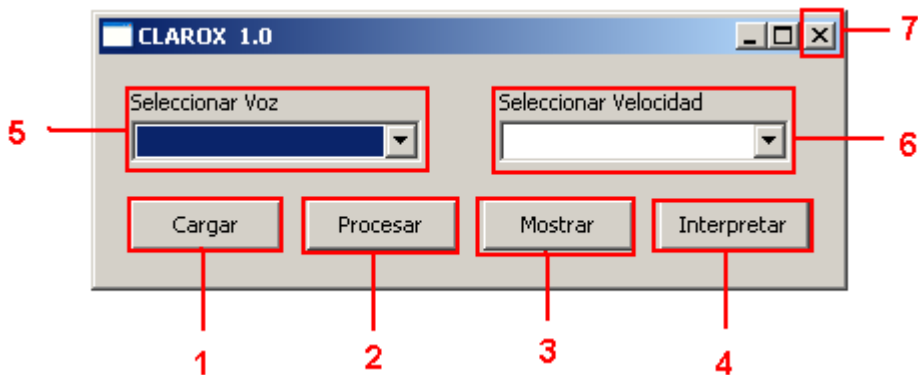 CLAROX 1.0
7
Seleccionar Voz
Seleccionar Velocidad
5
6
Cargar
Procesar
Mostrar
Interpretar
1
2
3
4